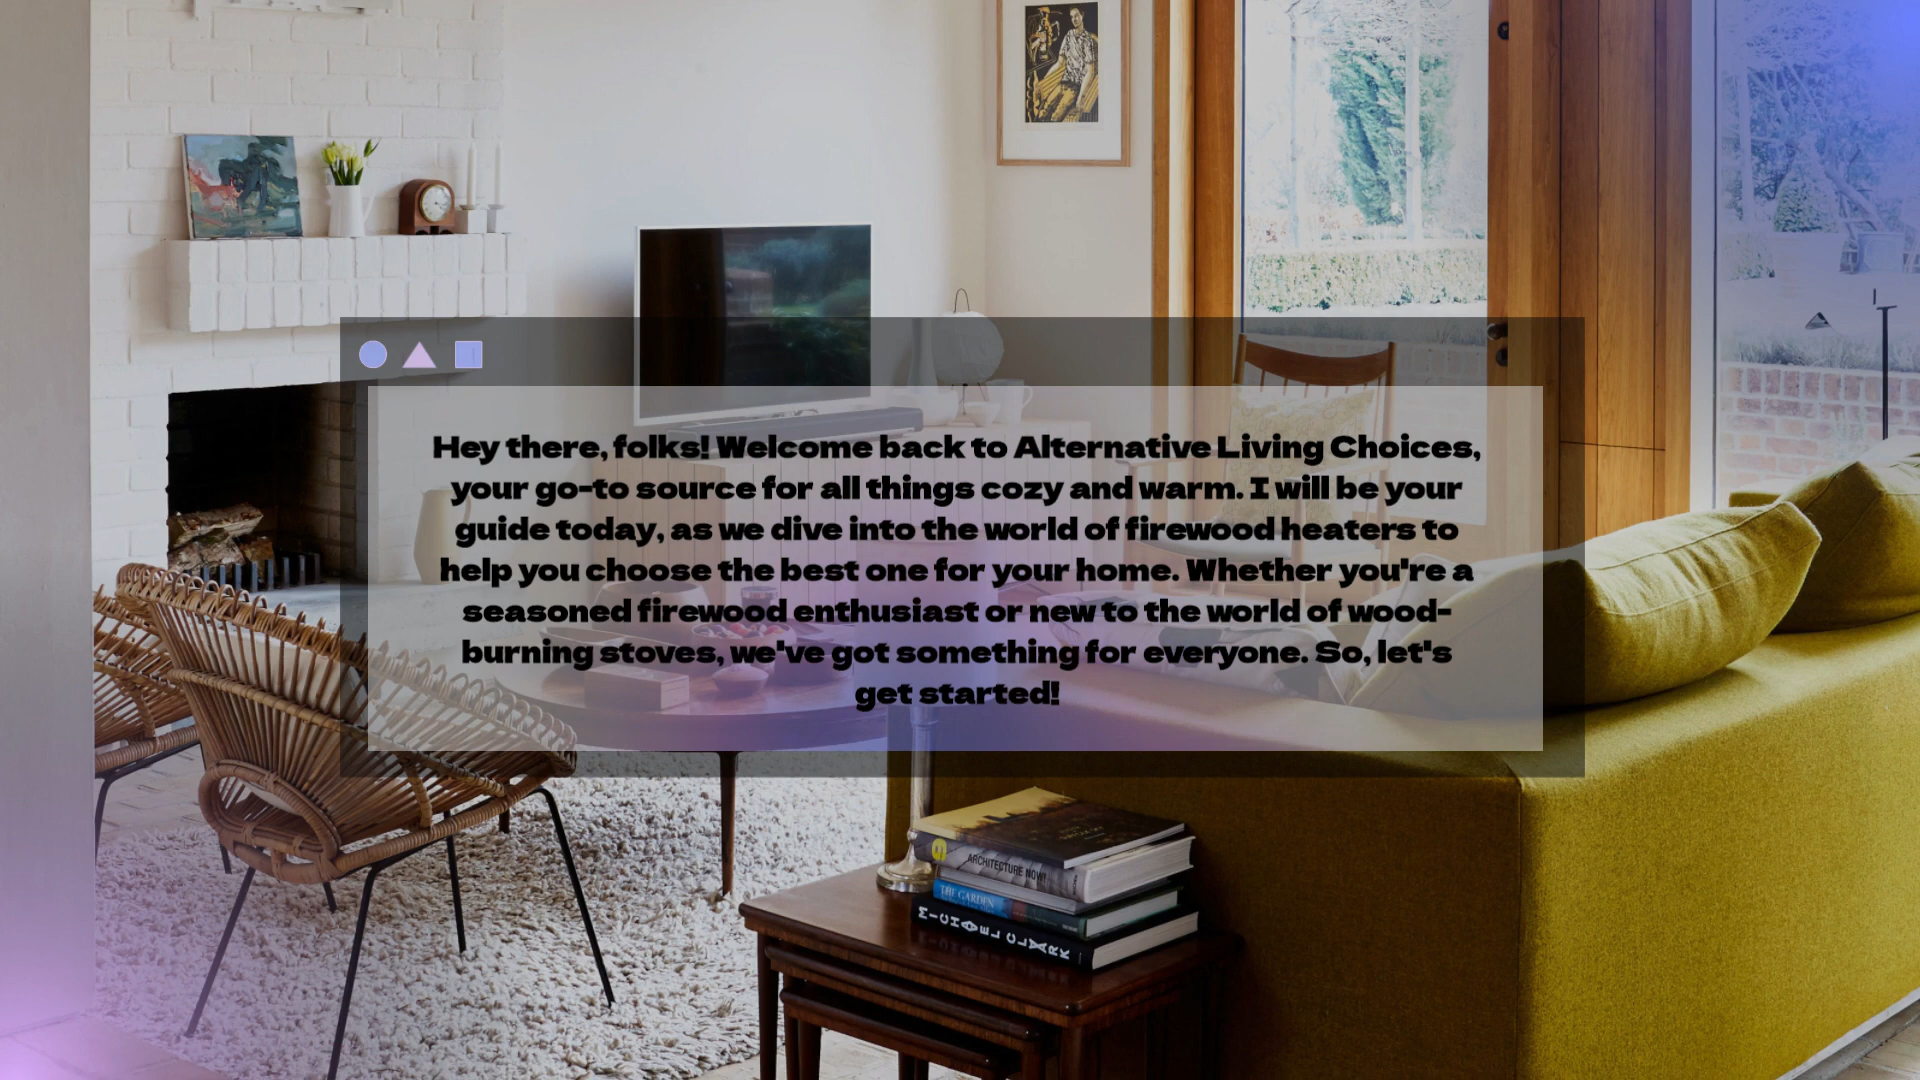 Hey there, folks! Welcome back to Alternative Living Choices,
your go-to source for all things cozy and warm. I will be your
guide today, as we dive into the world of firewood heaters to
help you choose the best one for your home. Whether you're a
seasoned firewood enthusiast or new to the world of wood-
burning stoves, we've got something for everyone. So, let's
get started!
ARCHITECTURE NOW!
THE GARDEN
MICHAEL CLARK